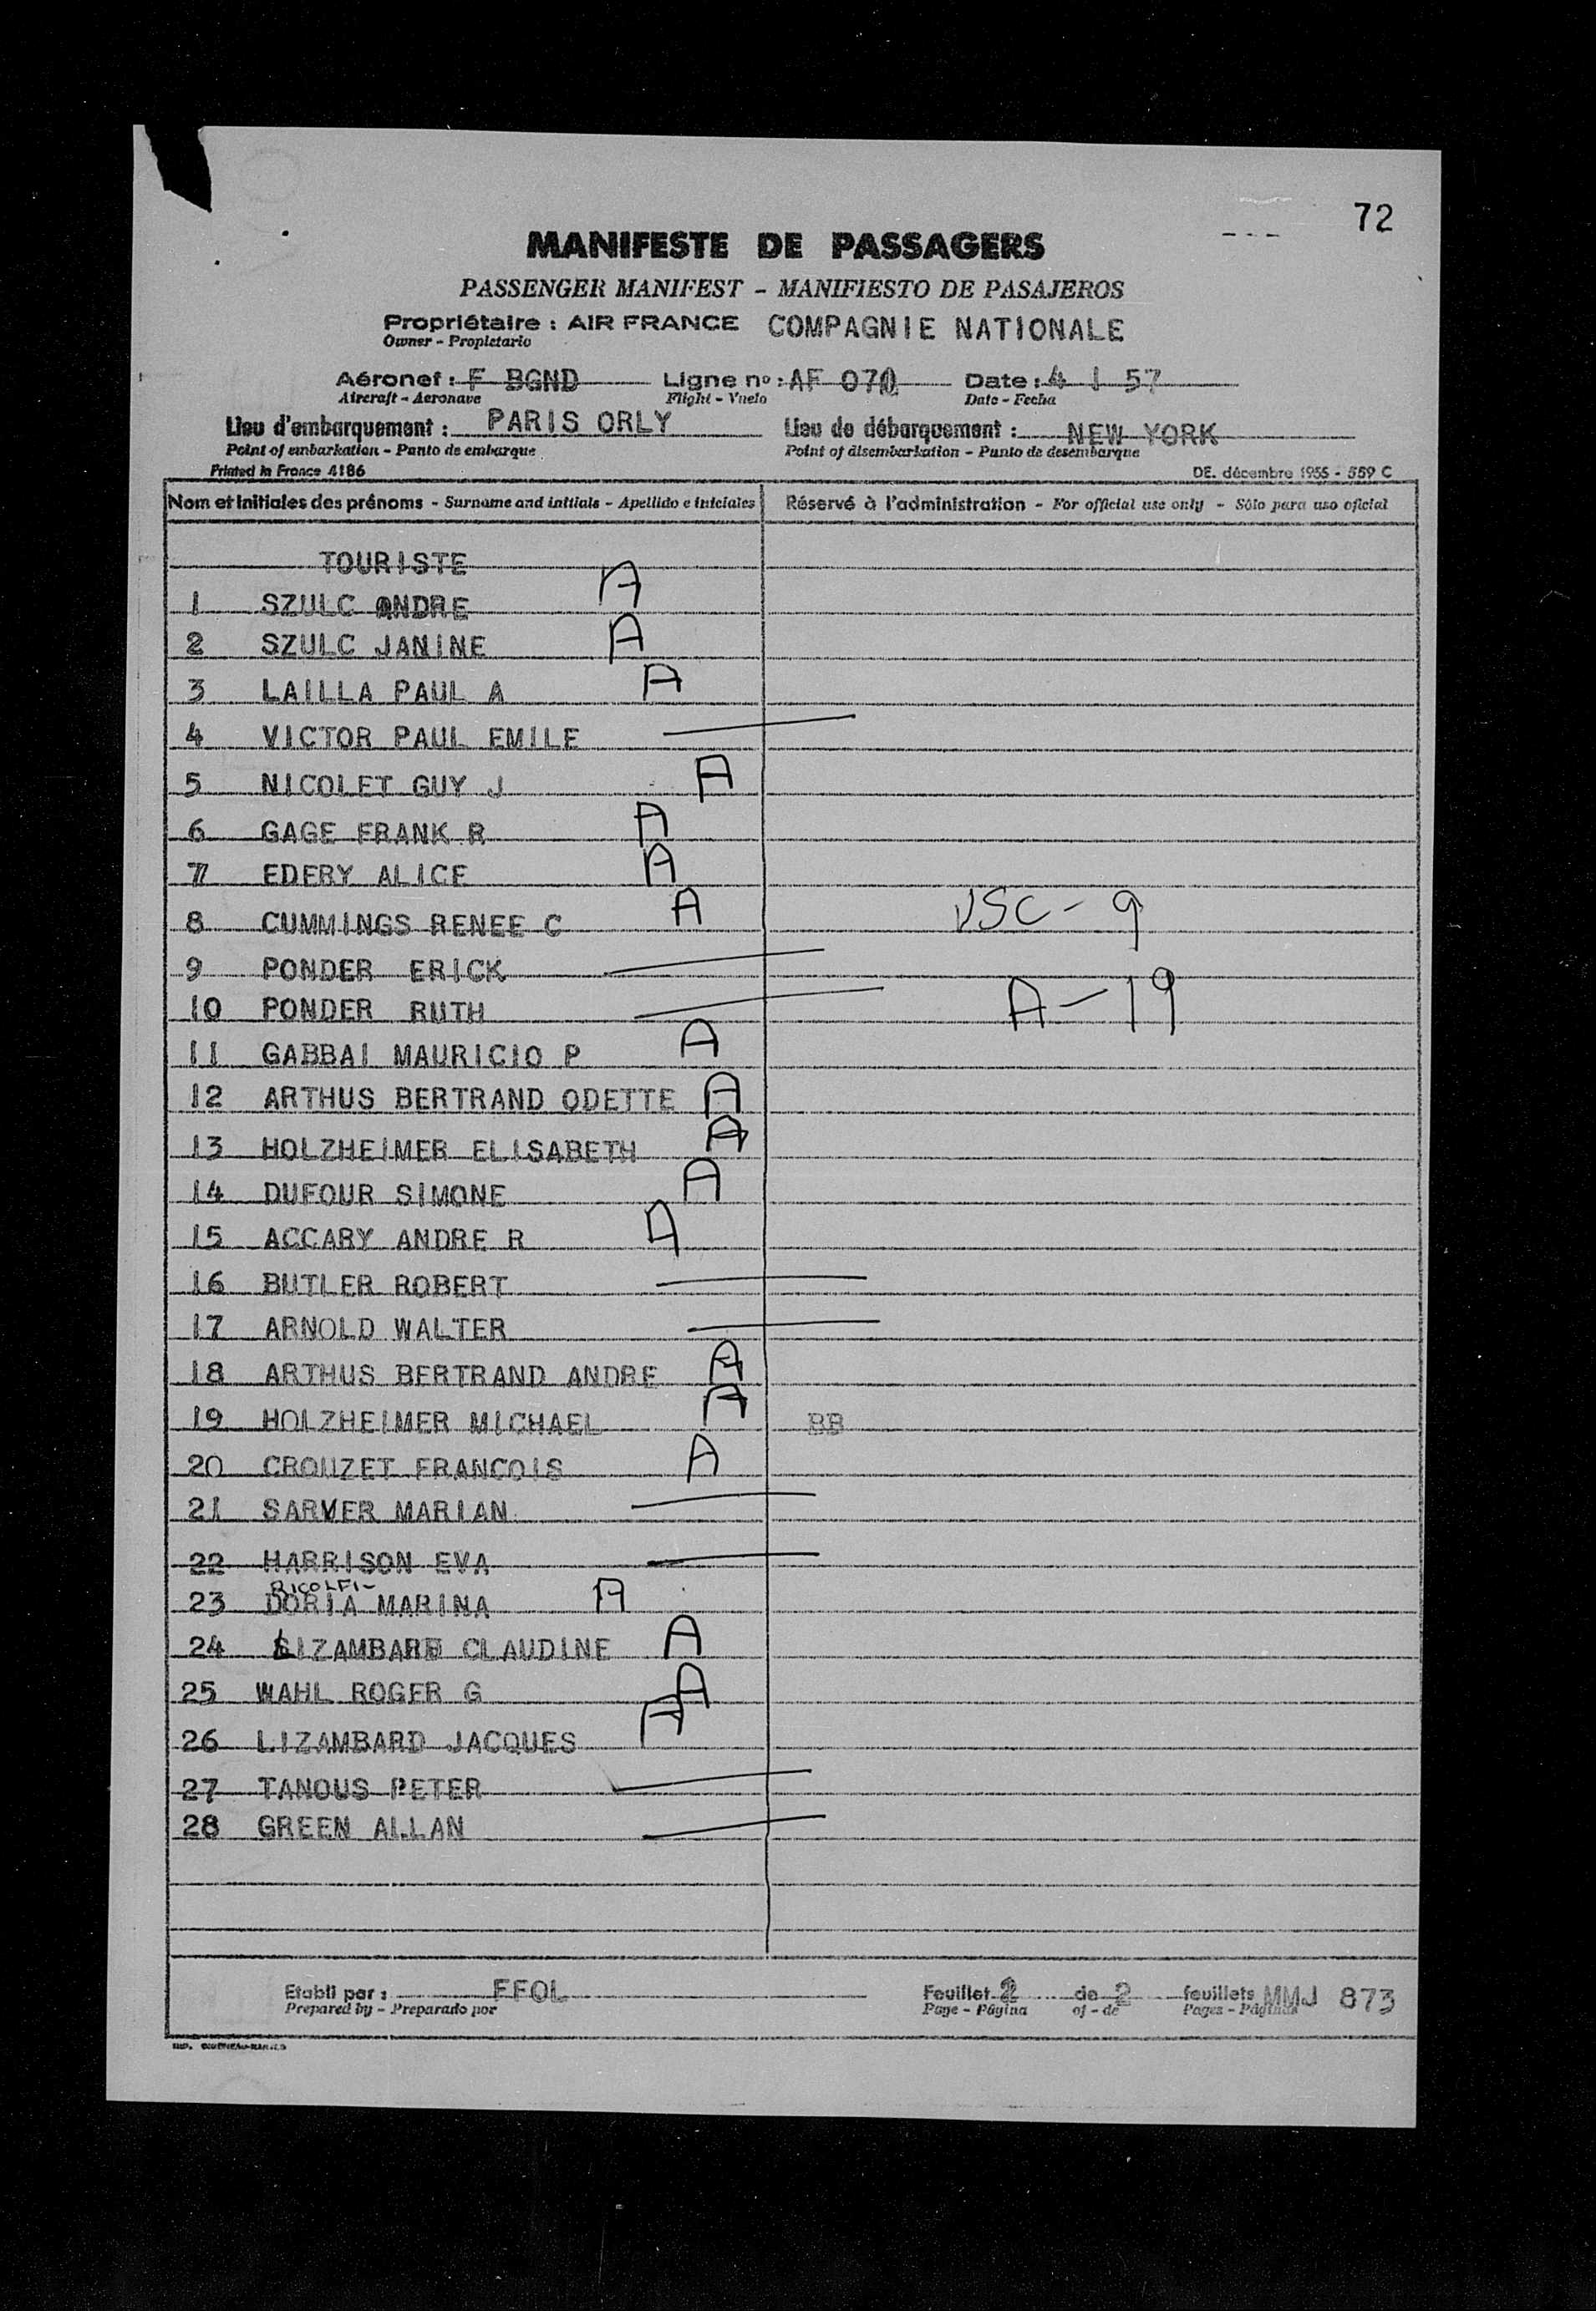 72
MANIFESTE DE PASSAGERS
PASSENGER MANIFEST - MANIFIESTO DE PASAJEROS
Propriétaire : AIR FRANCE COMPAGNIE NATIONALE
Owner - Propietario
Aéronef : F BGND Ligne nº : AF 070 Date : 4 1 57
Aircraft - Aeronave Flight - Vuelo Date - Fecha
Lieu d'embarquement : PARIS ORLY Lieu de débarquement : NEW YORK
Point of embarkation - Punto de embarque Point of disembarkation - Punto de desembarque
Printed in France 4186 DE. décembre 1955 - 559 C
Nom et initiales des prénoms - Surname and initials - Apellido e iniciales Réservé à l'administration - For official use only - Sólo para uso oficial
TOURISTE
1 SZULC ANDRE A
2 SZULC JANINE A
3 LAILLA PAUL A A
4 VICTOR PAUL EMILE
5 NICOLET GUY J A
6 GAGE FRANK R A
7 EDERY ALICE A
8 CUMMINGS RENEE C A USC - 9
9 PONDER ERICK
10 PONDER RUTH A - 19
11 GABBAI MAURICIO P A
12 ARTHUS BERTRAND ODETTE A
13 HOLZHEIMER ELISABETH A
14 DUFOUR SIMONE A
15 ACCARY ANDRE R A
16 BUTLER ROBERT
17 ARNOLD WALTER
18 ARTHUS BERTRAND ANDRE A
19 HOLZHEIMER MICHAEL A BB
20 CROUZET FRANCOIS A
21 SARVER MARIAN
22 HARRISON EVA
RICOLFI-
23 DORIA MARINA A
24 LIZAMBARD CLAUDINE A
25 WAHL ROGER G A
26 LIZAMBARD JACQUES A
27 TANOUS PETER
28 GREEN ALLAN
Etabli par : FFOL Feuillet 2 de 2 feuillets MMJ 873
Prepared by - Preparado por Page - Página of - de Pages - Páginas